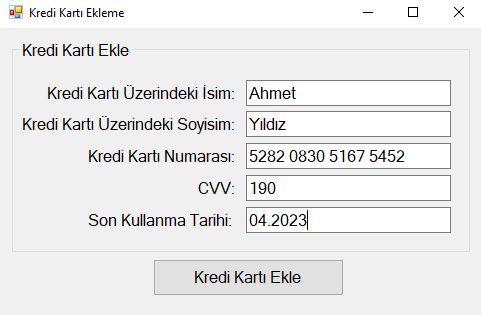 Kredi Kartı Ekleme
Kredi Kartı Ekle
Kredi Kartı Üzerindeki İsim: Ahmet
Kredi Kartı Üzerindeki Soyisim: Yıldız
Kredi Kartı Numarası: 5282 0830 5167 5452
CVV: 190
Son Kullanma Tarihi: 04.2023
Kredi Kartı Ekle